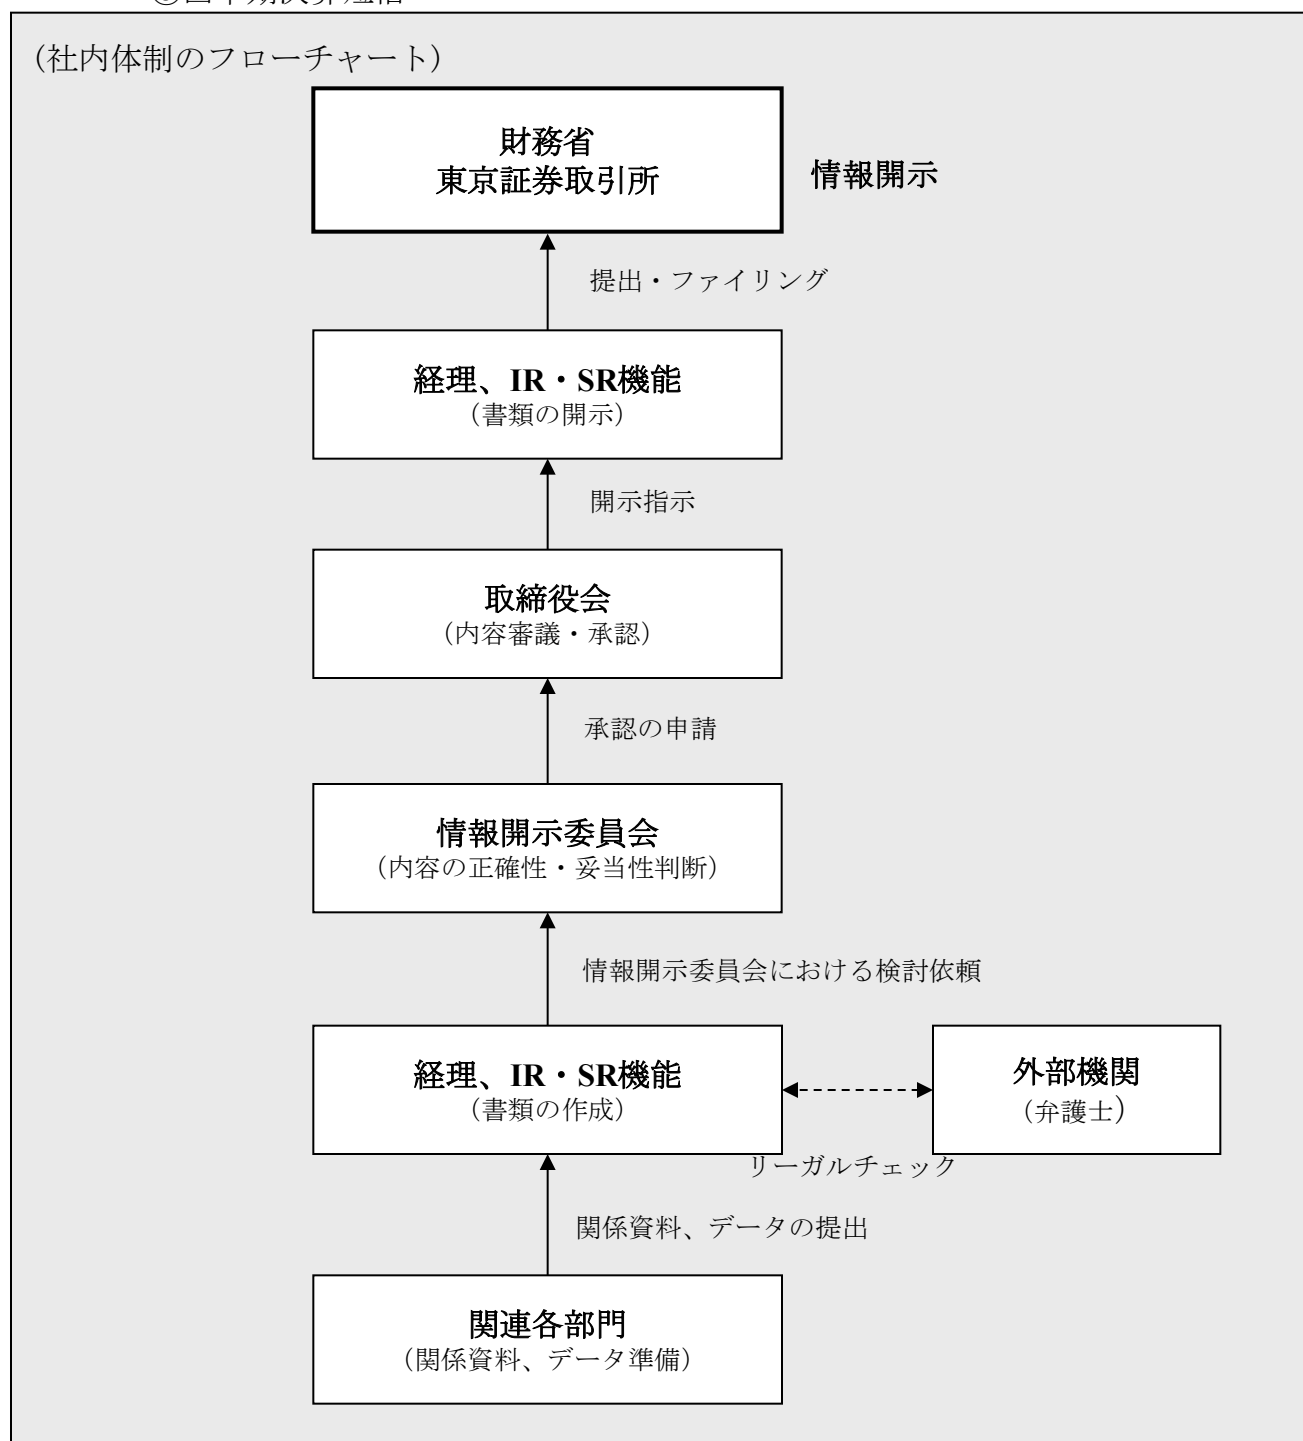 (社内体制のフローチャート)
財務省
東京証券取引所
情報開示
提出・ファイリング
経理、IR・SR機能
(書類の開示)
開示指示
取締役会
(内容審議・承認)
承認の申請
情報開示委員会
(内容の正確性・妥当性判断)
情報開示委員会における検討依頼
経理、IR・SR機能
(書類の作成)
外部機関
(弁護士)
リーガルチェック
関係資料、データの提出
関連各部門
(関係資料、データ準備)